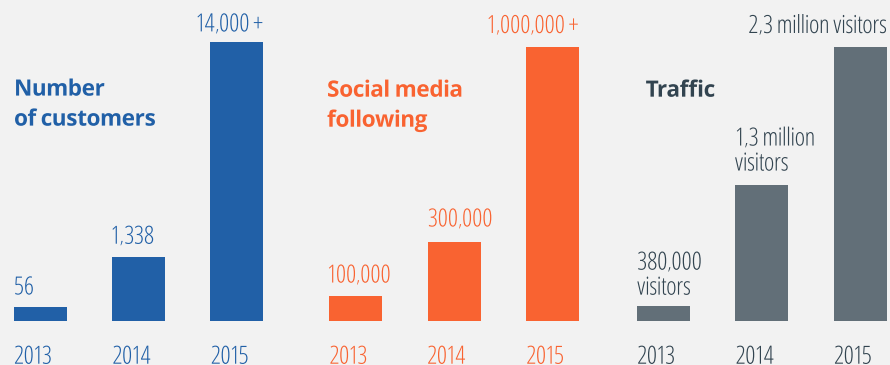 Number
of customers
14,000 +
1,338
56
2013
2014
2015
Social media
following
1,000,000 +
300,000
100,000
2013
2014
2015
Traffic
2,3 million visitors
1,3 million
visitors
380,000
visitors
2013
2014
2015